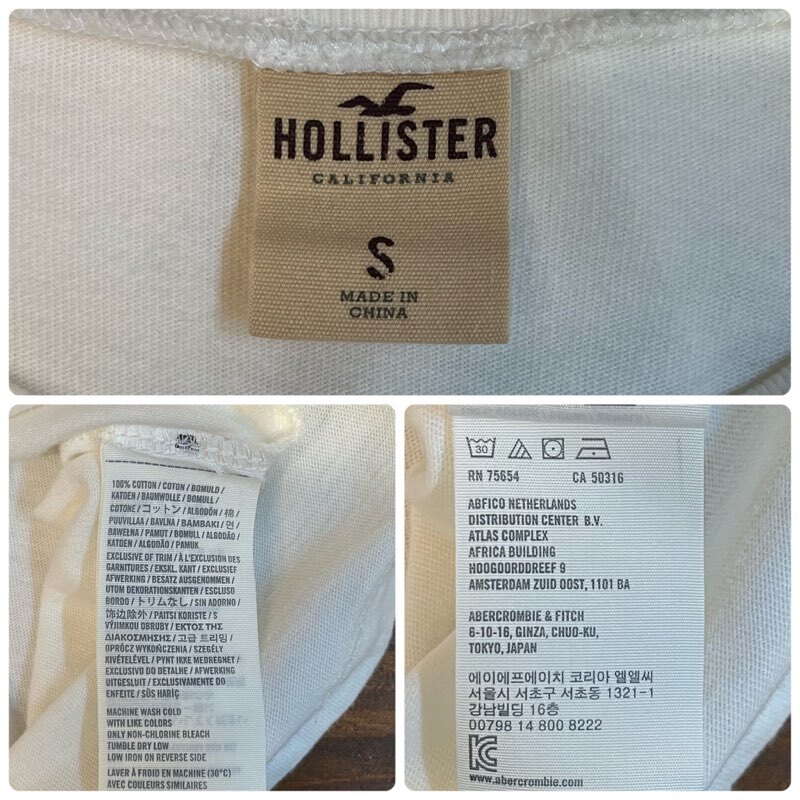 HOLLISTER
CALIFORNIA
S
MADE IN
CHINA
100% COTTON / COTON / BOMULD /
KATOEN / BAUMWOLLE / BOMULL /
COTONE / コットン / ALGODÓN / 棉 /
PUUVILLAA / BAVLNA / BAMBAKI / 면 /
BAWEŁNA / PAMUT / BOMULL / ALGODÃO /
KATOEN / ALGODÃO / PAMUK
EXCLUSIVE OF TRIM / À L'EXCLUSION DES
GARNITURES / EKSKL. KANT / EXCLUSIEF
AFWERKING / BESATZ AUSGENOMMEN /
UTOM DEKORATIONSKANTEN / ESCLUSO
BORDO / トリムなし / SIN ADORNO /
饰边除外 / PAITSI KORISTE / S
VÝJIMKOU OBRUBY / ΕΚΤΟΣ ΤΗΣ
ΔΙΑΚΟΣΜΗΣΗΣ / 고급 트리밍 /
OPRÓCZ WYKOŃCZENIA / SZEGÉLY
KIVÉTELÉVEL / PYNT IKKE MEDREGNET /
EXCLUSIVO DO DETALHE / AFWERKING
UITGESLUIT / EXCLUSIVAMENTE DO
ENFEITE / SÜS HARİÇ
MACHINE WASH COLD
WITH LIKE COLORS
ONLY NON-CHLORINE BLEACH
TUMBLE DRY LOW
LOW IRON ON REVERSE SIDE
LAVER À FROID EN MACHINE (30°C)
AVEC COULEURS SIMILAIRES
30
RN 75654 CA 50316
ABFICO NETHERLANDS
DISTRIBUTION CENTER B.V.
ATLAS COMPLEX
AFRICA BUILDING
HOOGOORDDREEF 9
AMSTERDAM ZUID OOST, 1101 BA
ABERCROMBIE & FITCH
6-10-16, GINZA, CHUO-KU,
TOKYO, JAPAN
에이에프에이치 코리아 엘엘씨
서울시 서초구 서초동 1321-1
강남빌딩 16층
00798 14 800 8222
www.abercrombie.com